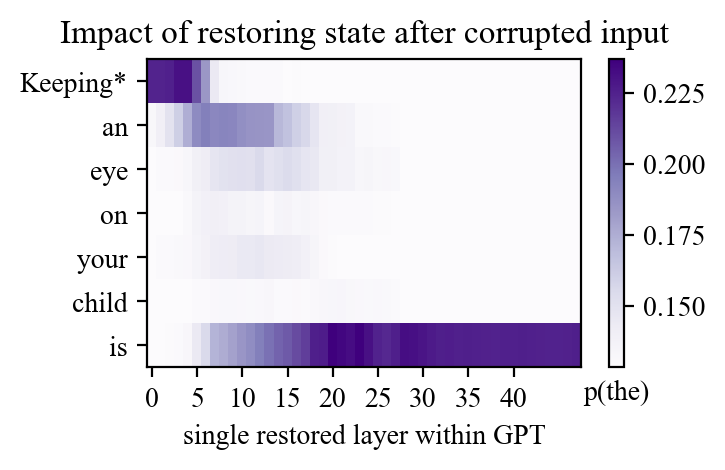 Impact of restoring state after corrupted input
Keeping*
an
eye
on
your
child
is
0 5 10 15 20 25 30 35 40
single restored layer within GPT
0.225
0.200
0.175
0.150
p(the)